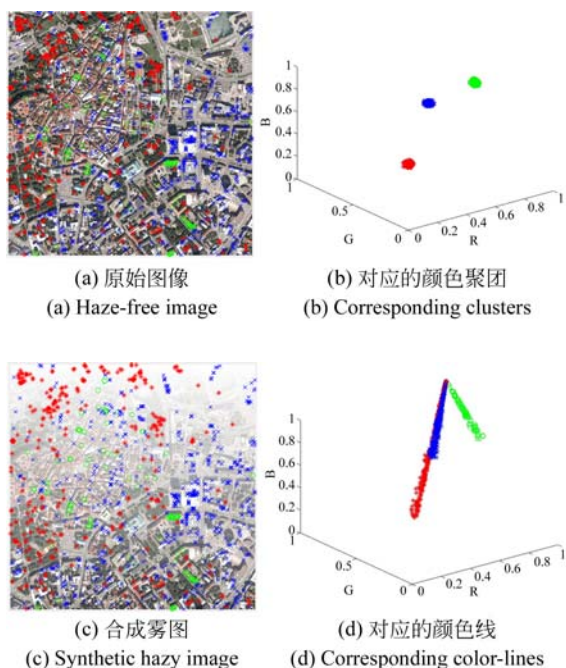 1
0.8
0.6
B
0.4
0.2
0
1
0.5
G
0
0
0.2
0.4
R
0.6
0.8
1
(a) 原始图像
(b) 对应的颜色聚团
(a) Haze-free image
(b) Corresponding clusters
1
0.8
0.6
B
0.4
0.2
0
1
0.5
G
0
0
0.2
0.4
R
0.6
0.8
1
(c) 合成雾图
(d) 对应的颜色线
(c) Synthetic hazy image
(d) Corresponding color-lines